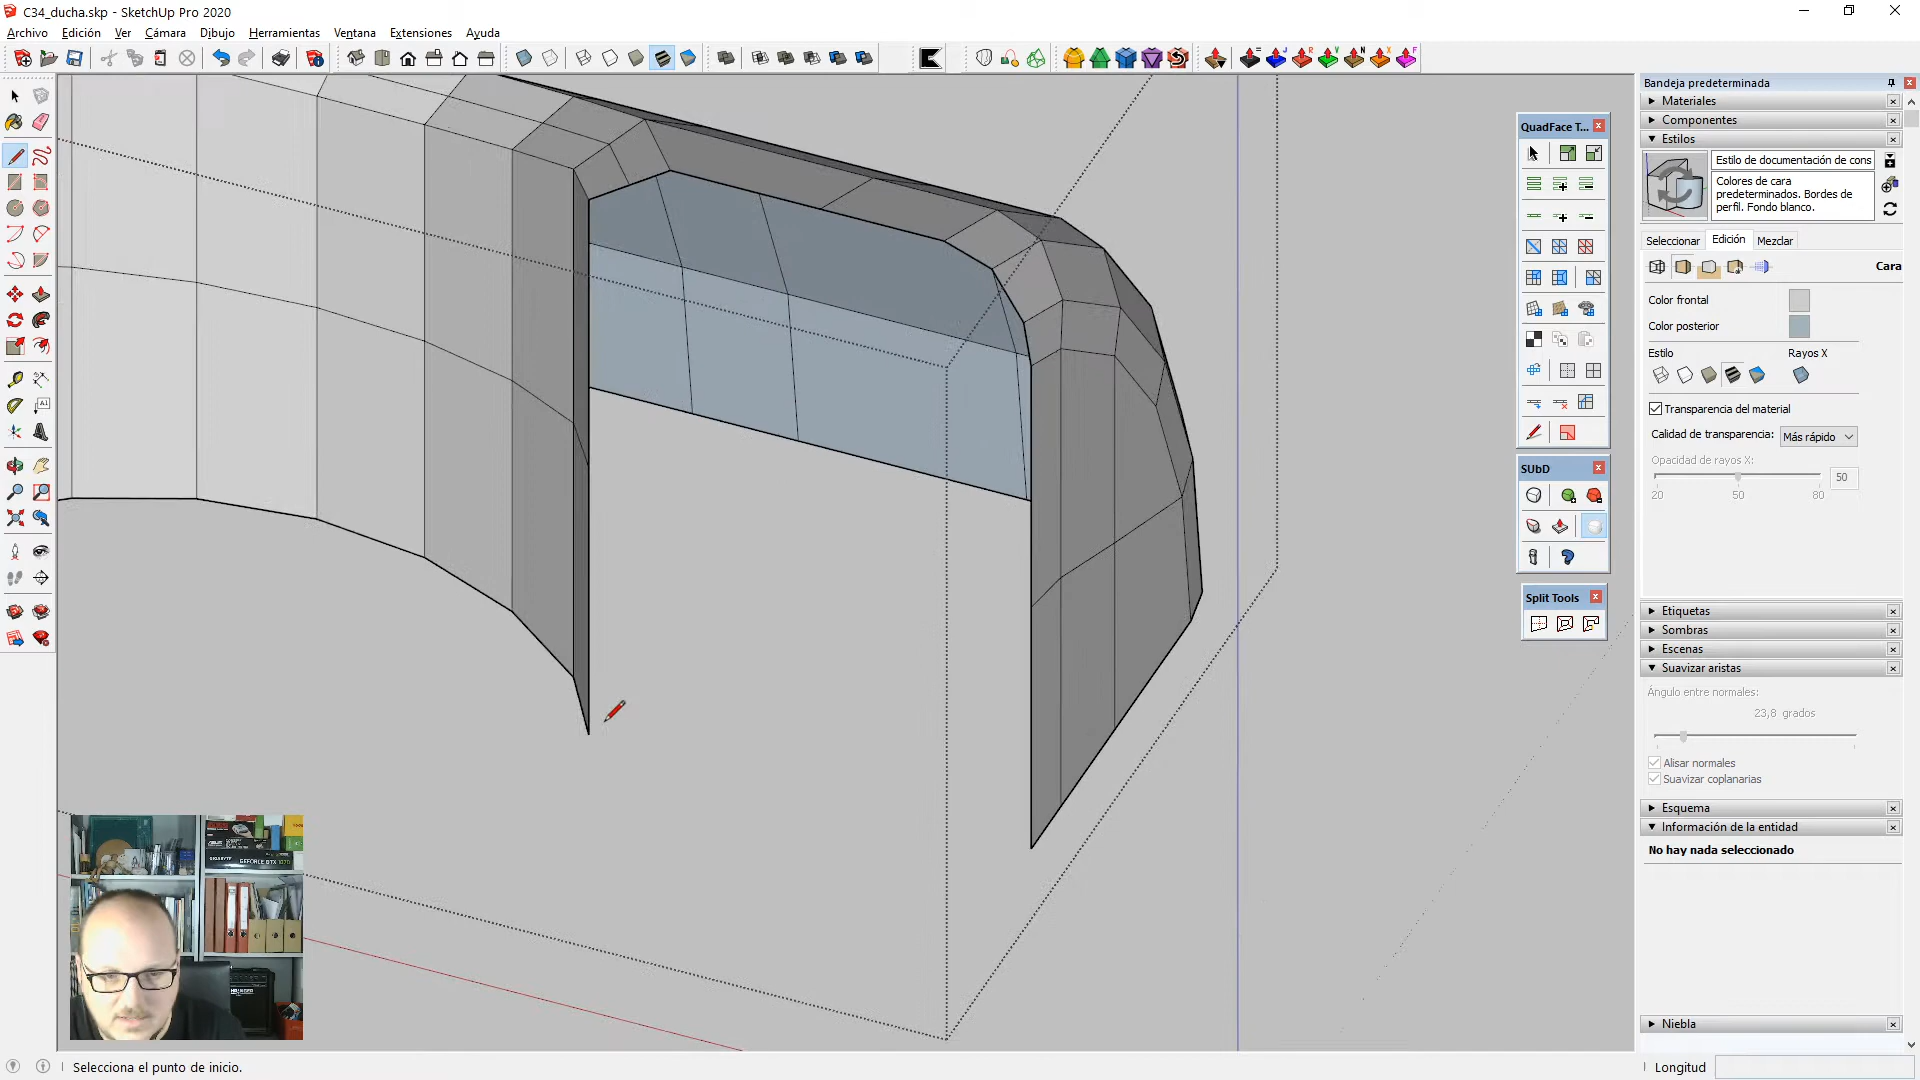 C34_ducha.skp - SketchUp Pro 2020
Archivo Edición Ver Cámara Dibujo Herramientas Ventana Extensiones Ayuda
Bandeja predeterminada
Materiales
Componentes
Estilos
Estilo de documentación de cons
Colores de cara
predeterminados. Bordes de
perfil. Fondo blanco.
Seleccionar Edición Mezclar
Cara
Color frontal
Color posterior
Estilo Rayos X
Transparencia del material
Calidad de transparencia: Más rápido
Opacidad de rayos X: 50
20 50 80
Etiquetas
Sombras
Escenas
Suavizar aristas
Ángulo entre normales:
23,8 grados
Alisar normales
Suavizar coplanarias
Esquema
Información de la entidad
No hay nada seleccionado
Niebla
QuadFace T...
SUbD
Split Tools
GIGABYTE
GEFORCE GTX 1070
Selecciona el punto de inicio.
Longitud